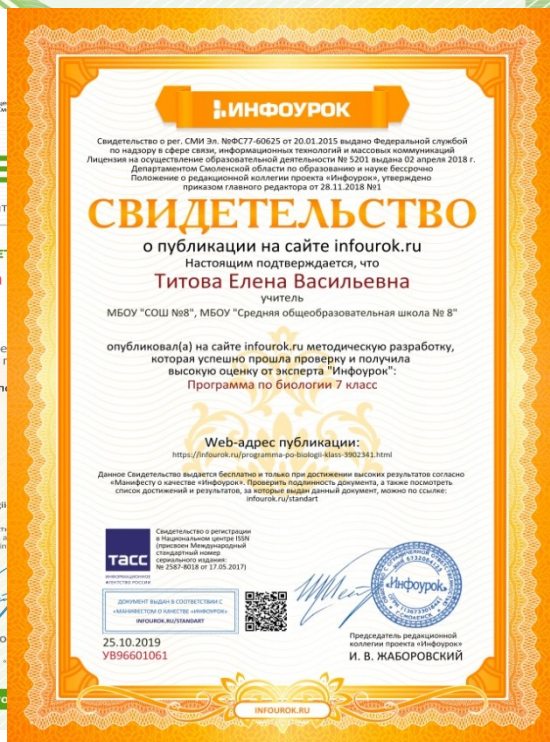 ИНФОУРОК
Свидетельство о рег. СМИ Эл. №ФС77-60625 от 20.01.2015 выдано Федеральной службой
по надзору в сфере связи, информационных технологий и массовых коммуникаций
Лицензия на осуществление образовательной деятельности № 5201 выдана 02 апреля 2018 г.
Департаментом Смоленской области по образованию и науке бессрочно
Положение о редакционной коллегии проекта «Инфоурок», утверждено
приказом главного редактора от 28.11.2018 №1
СВИДЕТЕЛЬСТВО
о публикации на сайте infourok.ru
Настоящим подтверждается, что
Титова Елена Васильевна
учитель
МБОУ "СОШ №8", МБОУ "Средняя общеобразовательная школа № 8"
опубликовал(а) на сайте infourok.ru методическую разработку,
которая успешно прошла проверку и получила
высокую оценку от эксперта "Инфоурок":
Программа по биологии 7 класс
Web-адрес публикации:
https://infourok.ru/programma-po-biologii-klass-3902341.html
Данное Свидетельство выдается бесплатно и только при достижении высоких результатов согласно
«Манифесту о качестве «Инфоурок». Проверить подлинность документа, а также посмотреть
список достижений и результатов, за которые выдан данный документ, можно по ссылке:
infourok.ru/standart
ТАСС
ИНФОРМАЦИОННОЕ
АГЕНТСТВО РОССИИ
Свидетельство о регистрации
в Национальном центре ISSN
(присвоен Международный
стандартный номер
сериального издания:
№ 2587-8018 от 17.05.2017)
ДОКУМЕНТ ВЫДАН В СООТВЕТСТВИИ С
«МАНИФЕСТОМ О КАЧЕСТВЕ «ИНФОУРОК»
INFOUROK.RU/STANDART
25.10.2019
УВ96601061
«Инфоурок»
Председатель редакционной
коллегии проекта «Инфоурок»
И. В. ЖАБОРОВСКИЙ
INFOUROK.RU